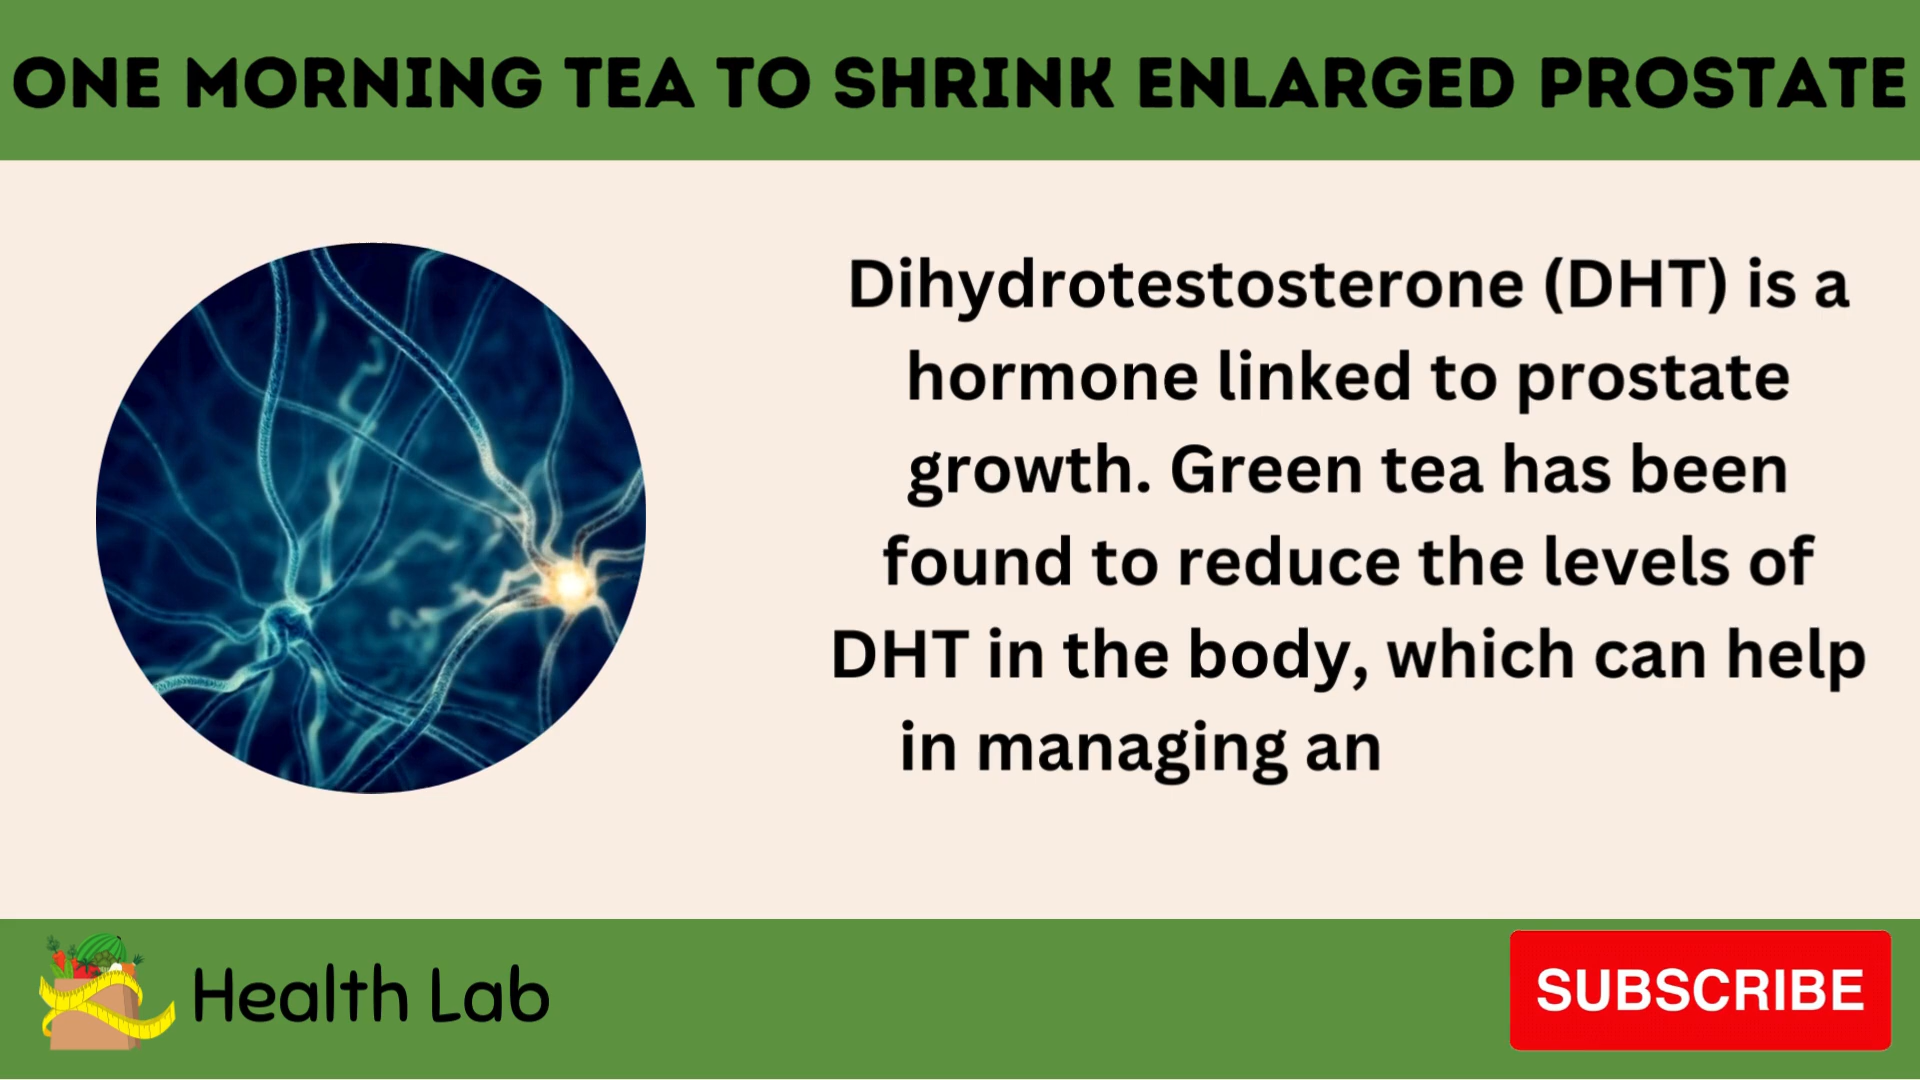 ONE MORNING TEA TO SHRINK ENLARGED PROSTATE
Dihydrotestosterone (DHT) is a
hormone linked to prostate
growth. Green tea has been
found to reduce the levels of
DHT in the body, which can help
in managing an
Health Lab
SUBSCRIBE